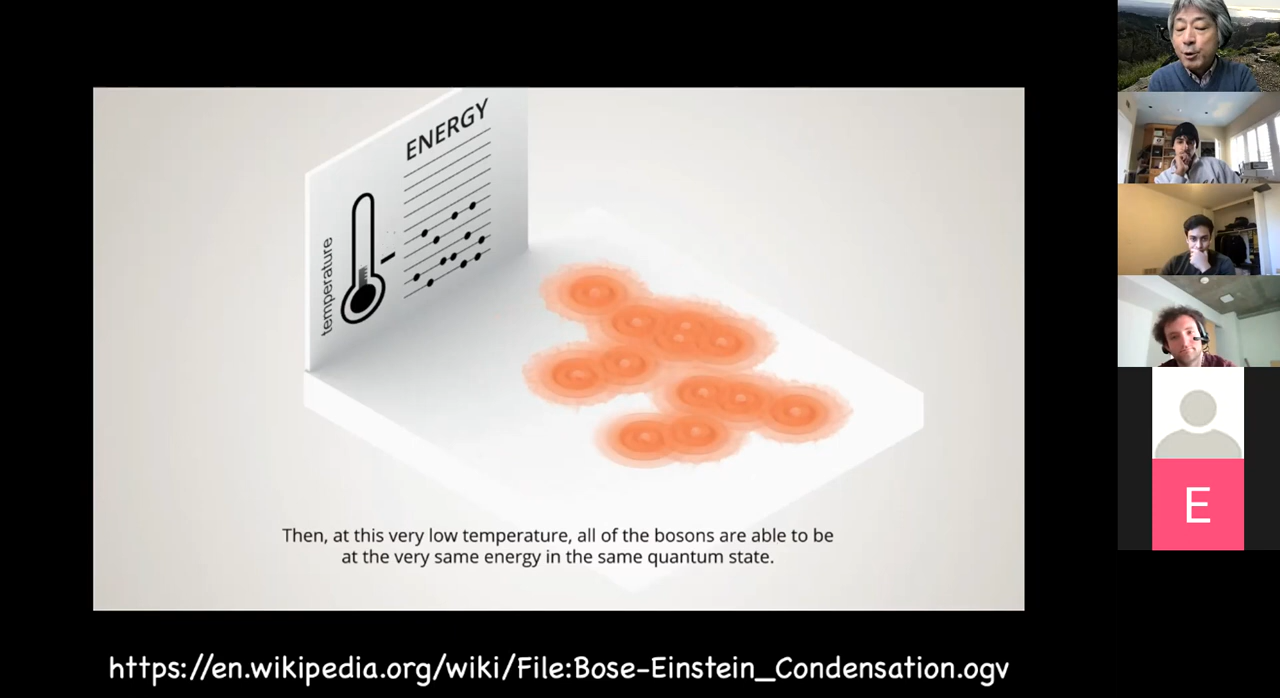 ENERGY
temperature
Then, at this very low temperature, all of the bosons are able to be
at the very same energy in the same quantum state.
https://en.wikipedia.org/wiki/File:Bose-Einstein_Condensation.ogv
E